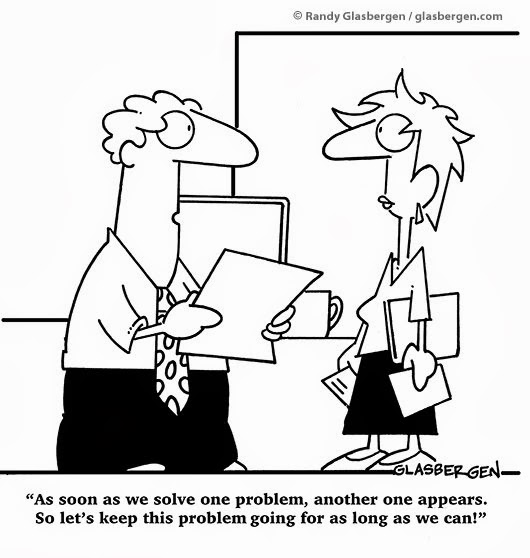 © Randy Glasbergen / glasbergen.com
GLASBERGEN
“As soon as we solve one problem, another one appears.
So let’s keep this problem going for as long as we can!”